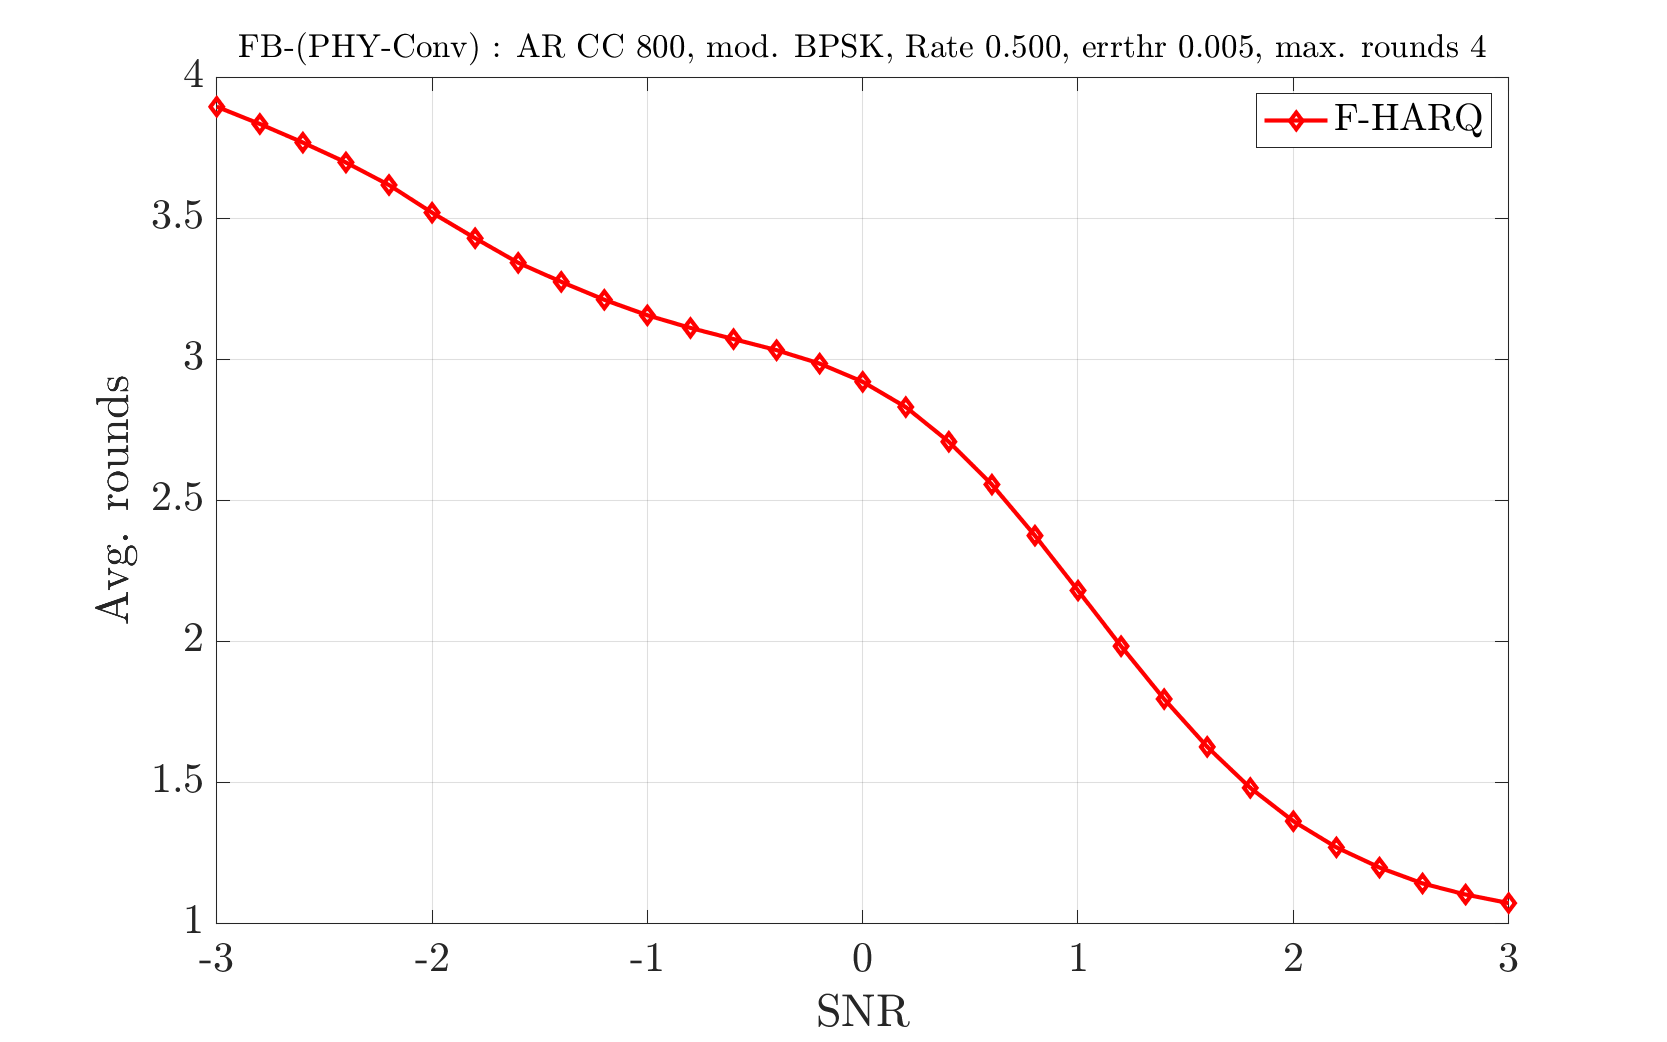 FB-(PHY-Conv) : AR CC 800, mod. BPSK, Rate 0.500, errthr 0.005, max. rounds 4
F-HARQ
4
3.5
3
2.5
2
1.5
1
Avg. rounds
-3 -2 -1 0 1 2 3
SNR